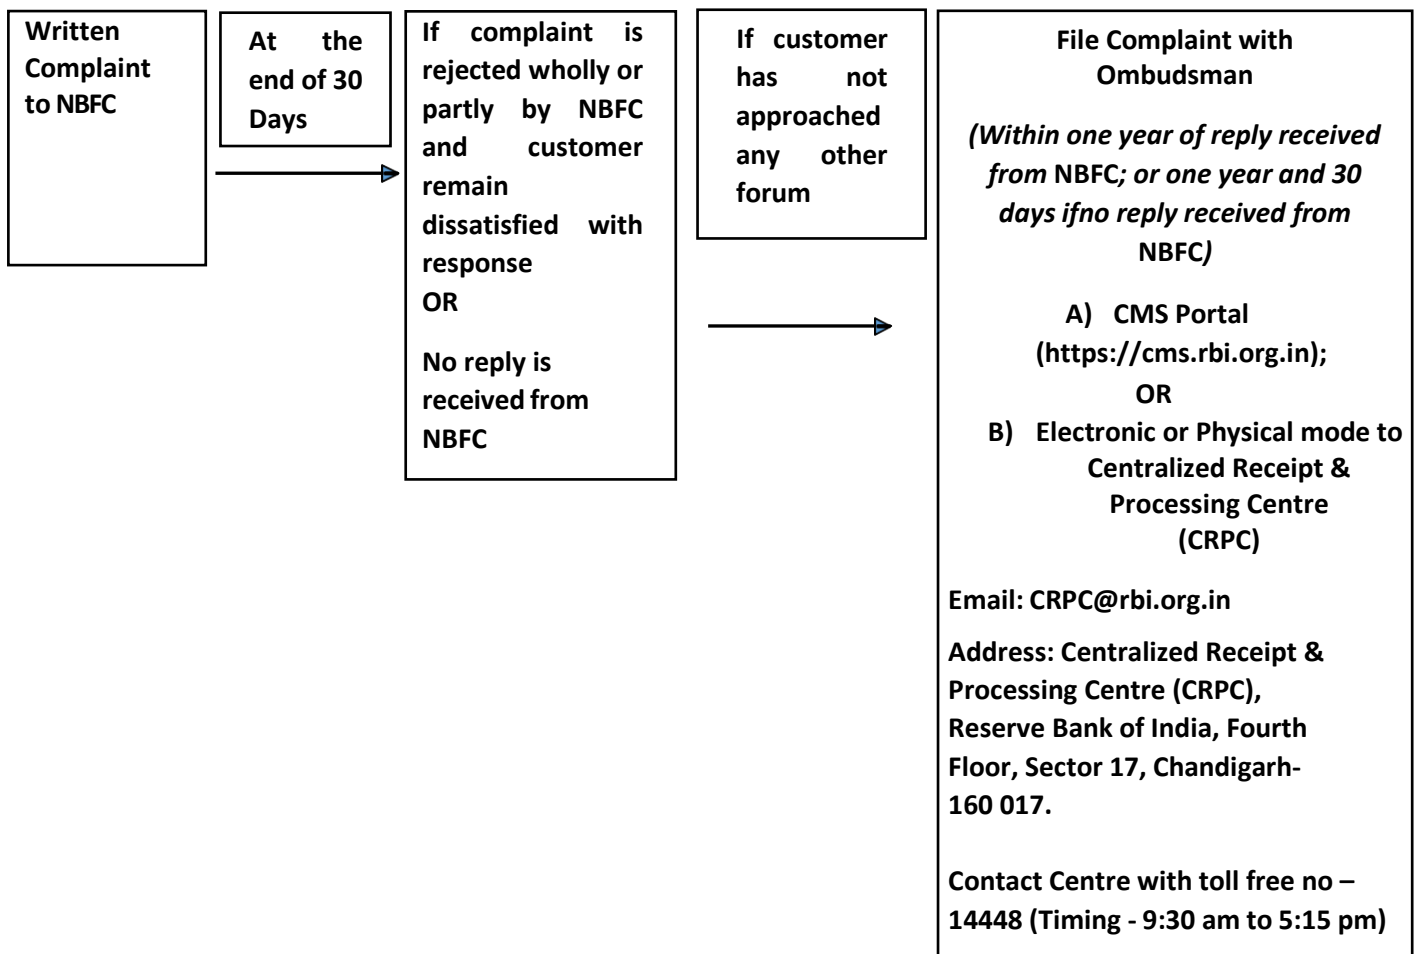 Written
Complaint
to NBFC
At the
end of 30
Days
If complaint is
rejected wholly or
partly by NBFC
and customer
remain
dissatisfied with
response
OR
No reply is
received from
NBFC
If customer
has not
approached
any other
forum
File Complaint with
Ombudsman
(Within one year of reply received
from NBFC; or one year and 30
days ifno reply received from
NBFC)
A) CMS Portal
(https://cms.rbi.org.in);
OR
B) Electronic or Physical mode to
Centralized Receipt &
Processing Centre
(CRPC)
Email: CRPC@rbi.org.in
Address: Centralized Receipt &
Processing Centre (CRPC),
Reserve Bank of India, Fourth
Floor, Sector 17, Chandigarh-
160 017.
Contact Centre with toll free no –
14448 (Timing - 9:30 am to 5:15 pm)